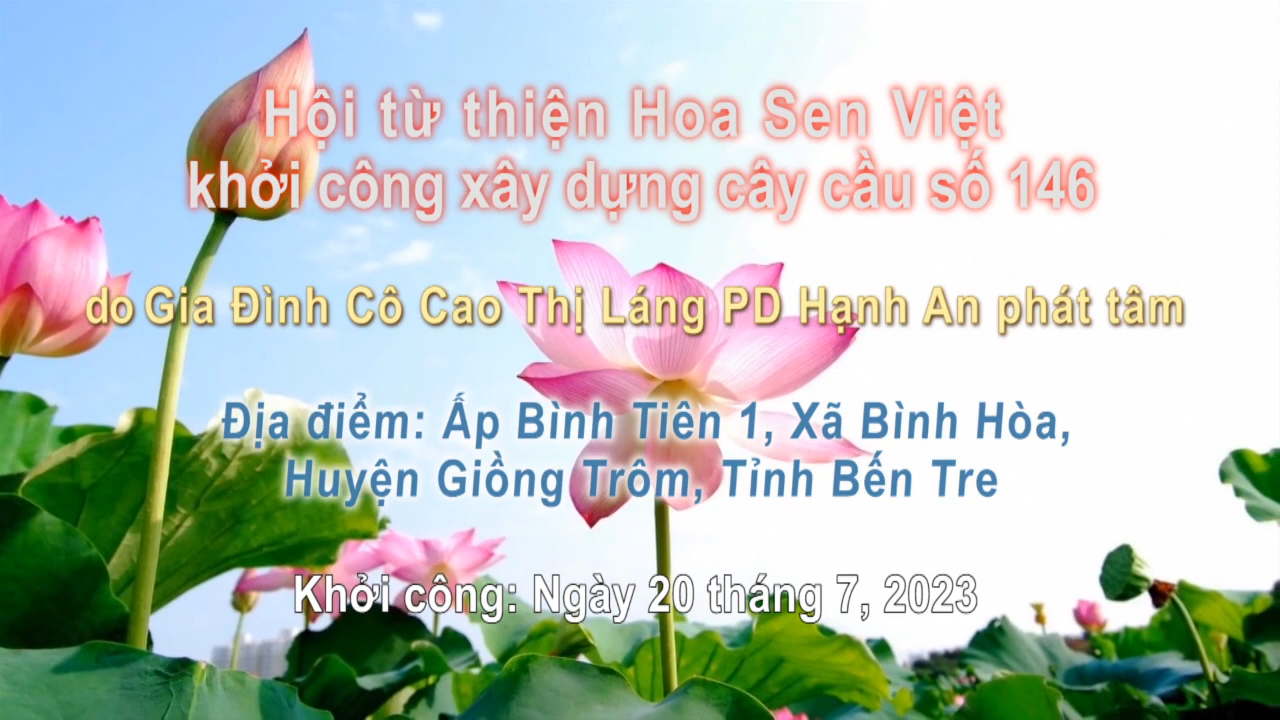 Hội từ thiện Hoa Sen Việt
khởi công xây dựng cây cầu số 146
do Gia Đình Cô Cao Thị Láng PD Hạnh An phát tâm
Địa điểm: Ấp Bình Tiên 1, Xã Bình Hòa,
Huyện Giồng Trôm, Tỉnh Bến Tre
Khởi công: Ngày 20 tháng 7, 2023